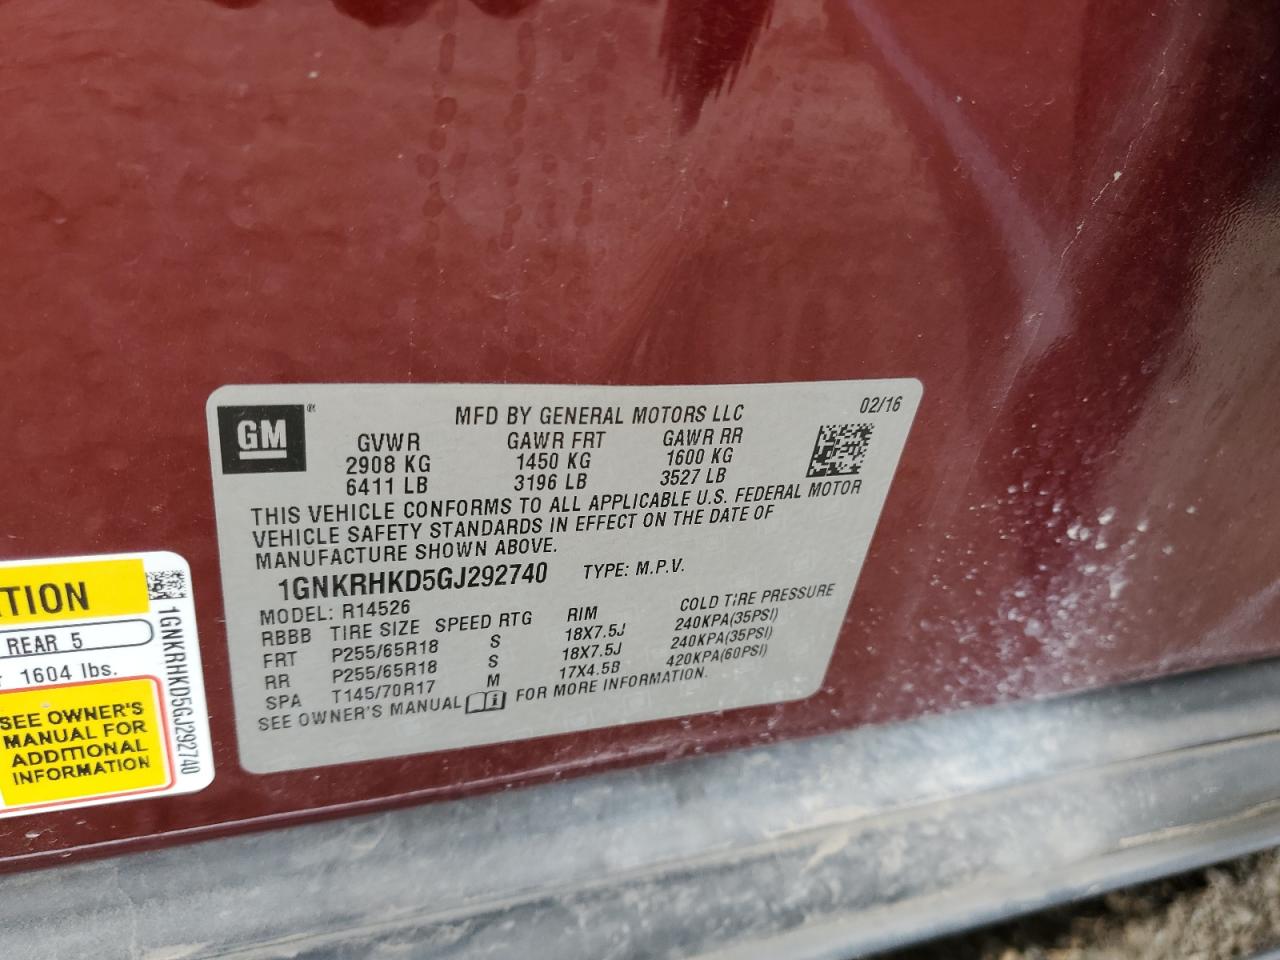 GM ®
MFD BY GENERAL MOTORS LLC
02/16
GVWR GAWR FRT GAWR RR
2908 KG 1450 KG 1600 KG
6411 LB 3196 LB 3527 LB
THIS VEHICLE CONFORMS TO ALL APPLICABLE U.S. FEDERAL MOTOR
VEHICLE SAFETY STANDARDS IN EFFECT ON THE DATE OF
MANUFACTURE SHOWN ABOVE.
1GNKRHKD5GJ292740 TYPE: M.P.V.
MODEL: R14526
RBBB TIRE SIZE SPEED RTG RIM COLD TIRE PRESSURE
FRT P255/65R18 S 18X7.5J 240KPA(35PSI)
RR P255/65R18 S 18X7.5J 240KPA(35PSI)
SPA T145/70R17 M 17X4.5B 420KPA(60PSI)
SEE OWNER'S MANUAL i FOR MORE INFORMATION.
TION
REAR 5
1604 lbs.
SEE OWNER'S
MANUAL FOR
ADDITIONAL
INFORMATION
1GNKRHKD5GJ292740